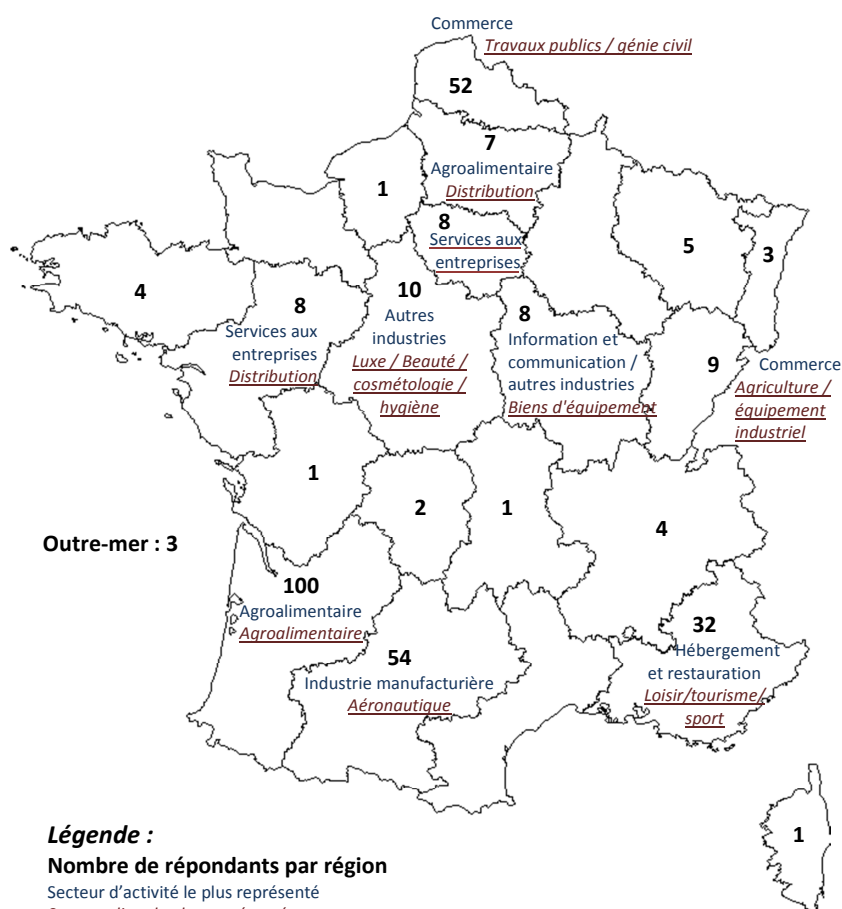 Commerce
Travaux publics / génie civil
52
7
Agroalimentaire
Distribution
1
8
Services aux
entreprises
5
3
4
8
Services aux
entreprises
Distribution
10
Autres
industries
Luxe / Beauté /
cosmétologie /
hygiène
8
Information et
communication /
autres industries
Biens d'équipement
9
Commerce
Agriculture /
équipement
industriel
1
2
1
4
Outre-mer : 3
100
Agroalimentaire
Agroalimentaire
54
Industrie manufacturière
Aéronautique
32
Hébergement
et restauration
Loisir/tourisme/
sport
1
Légende :
Nombre de répondants par région
Secteur d'activité le plus représenté